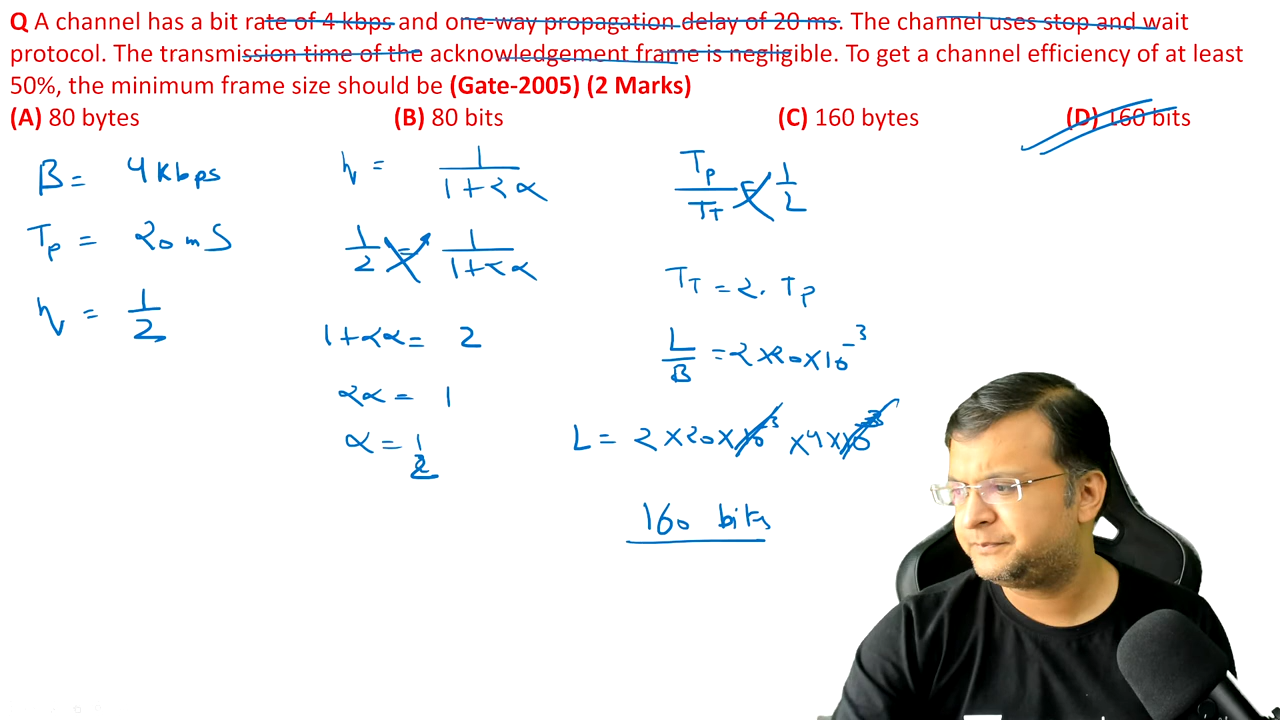 Q A channel has a bit rate of 4 kbps and one-way propagation delay of 20 ms. The channel uses stop and wait
protocol. The transmission time of the acknowledgement frame is negligible. To get a channel efficiency of at least
50%, the minimum frame size should be (Gate-2005) (2 Marks)
(A) 80 bytes (B) 80 bits (C) 160 bytes (D) 160 bits
B = 4 Kbps
Tp = 20 mS
η = 1/2
η = 1/(1+2α)
1/2 = 1/(1+2α)
1+2α = 2
2α = 1
α = 1/2
Tp/TT = 1/2
TT = 2. Tp
L/B = 2×20×10⁻³
L = 2×20×10⁻³ ×4×10³
160 bits